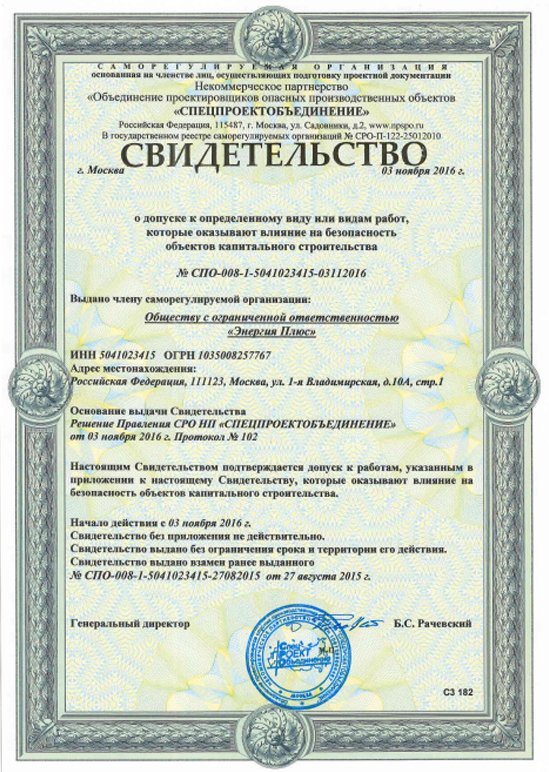 САМОРЕГУЛИРУЕМАЯ ОРГАНИЗАЦИЯ
основанная на членстве лиц, осуществляющих подготовку проектной документации
Некоммерческое партнерство
«Объединение проектировщиков опасных производственных объектов
«СПЕЦПРОЕКТОБЪЕДИНЕНИЕ»
Российская Федерация, 115487, г. Москва, ул. Садовники, д.2, www.npspo.ru
В государственном реестре саморегулируемых организаций № СРО-П-122-25012010
СВИДЕТЕЛЬСТВО
г. Москва 03 ноября 2016 г.
о допуске к определенному виду или видам работ,
которые оказывают влияние на безопасность
объектов капитального строительства
№ СПО-008-1-5041023415-03112016
Выдано члену саморегулируемой организации:
Обществу с ограниченной ответственностью
«Энергия Плюс»
ИНН 5041023415 ОГРН 1035008257767
Адрес местонахождения:
Российская Федерация, 111123, Москва, ул. 1-я Владимирская, д.10А, стр.1
Основание выдачи Свидетельства
Решение Правления СРО НП «СПЕЦПРОЕКТОБЪЕДИНЕНИЕ»
от 03 ноября 2016 г. Протокол № 102
Настоящим Свидетельством подтверждается допуск к работам, указанным в
приложении к настоящему Свидетельству, которые оказывают влияние на
безопасность объектов капитального строительства.
Начало действия с 03 ноября 2016 г.
Свидетельство без приложения не действительно.
Свидетельство выдано без ограничения срока и территории его действия.
Свидетельство выдано взамен ранее выданного
№ СПО-008-1-5041023415-27082015 от 27 августа 2015 г.
Генеральный директор Б.С. Рачевский
М.П.
Спец
ПРОЕКТ
Объединение
МОСКВА
СЗ 182